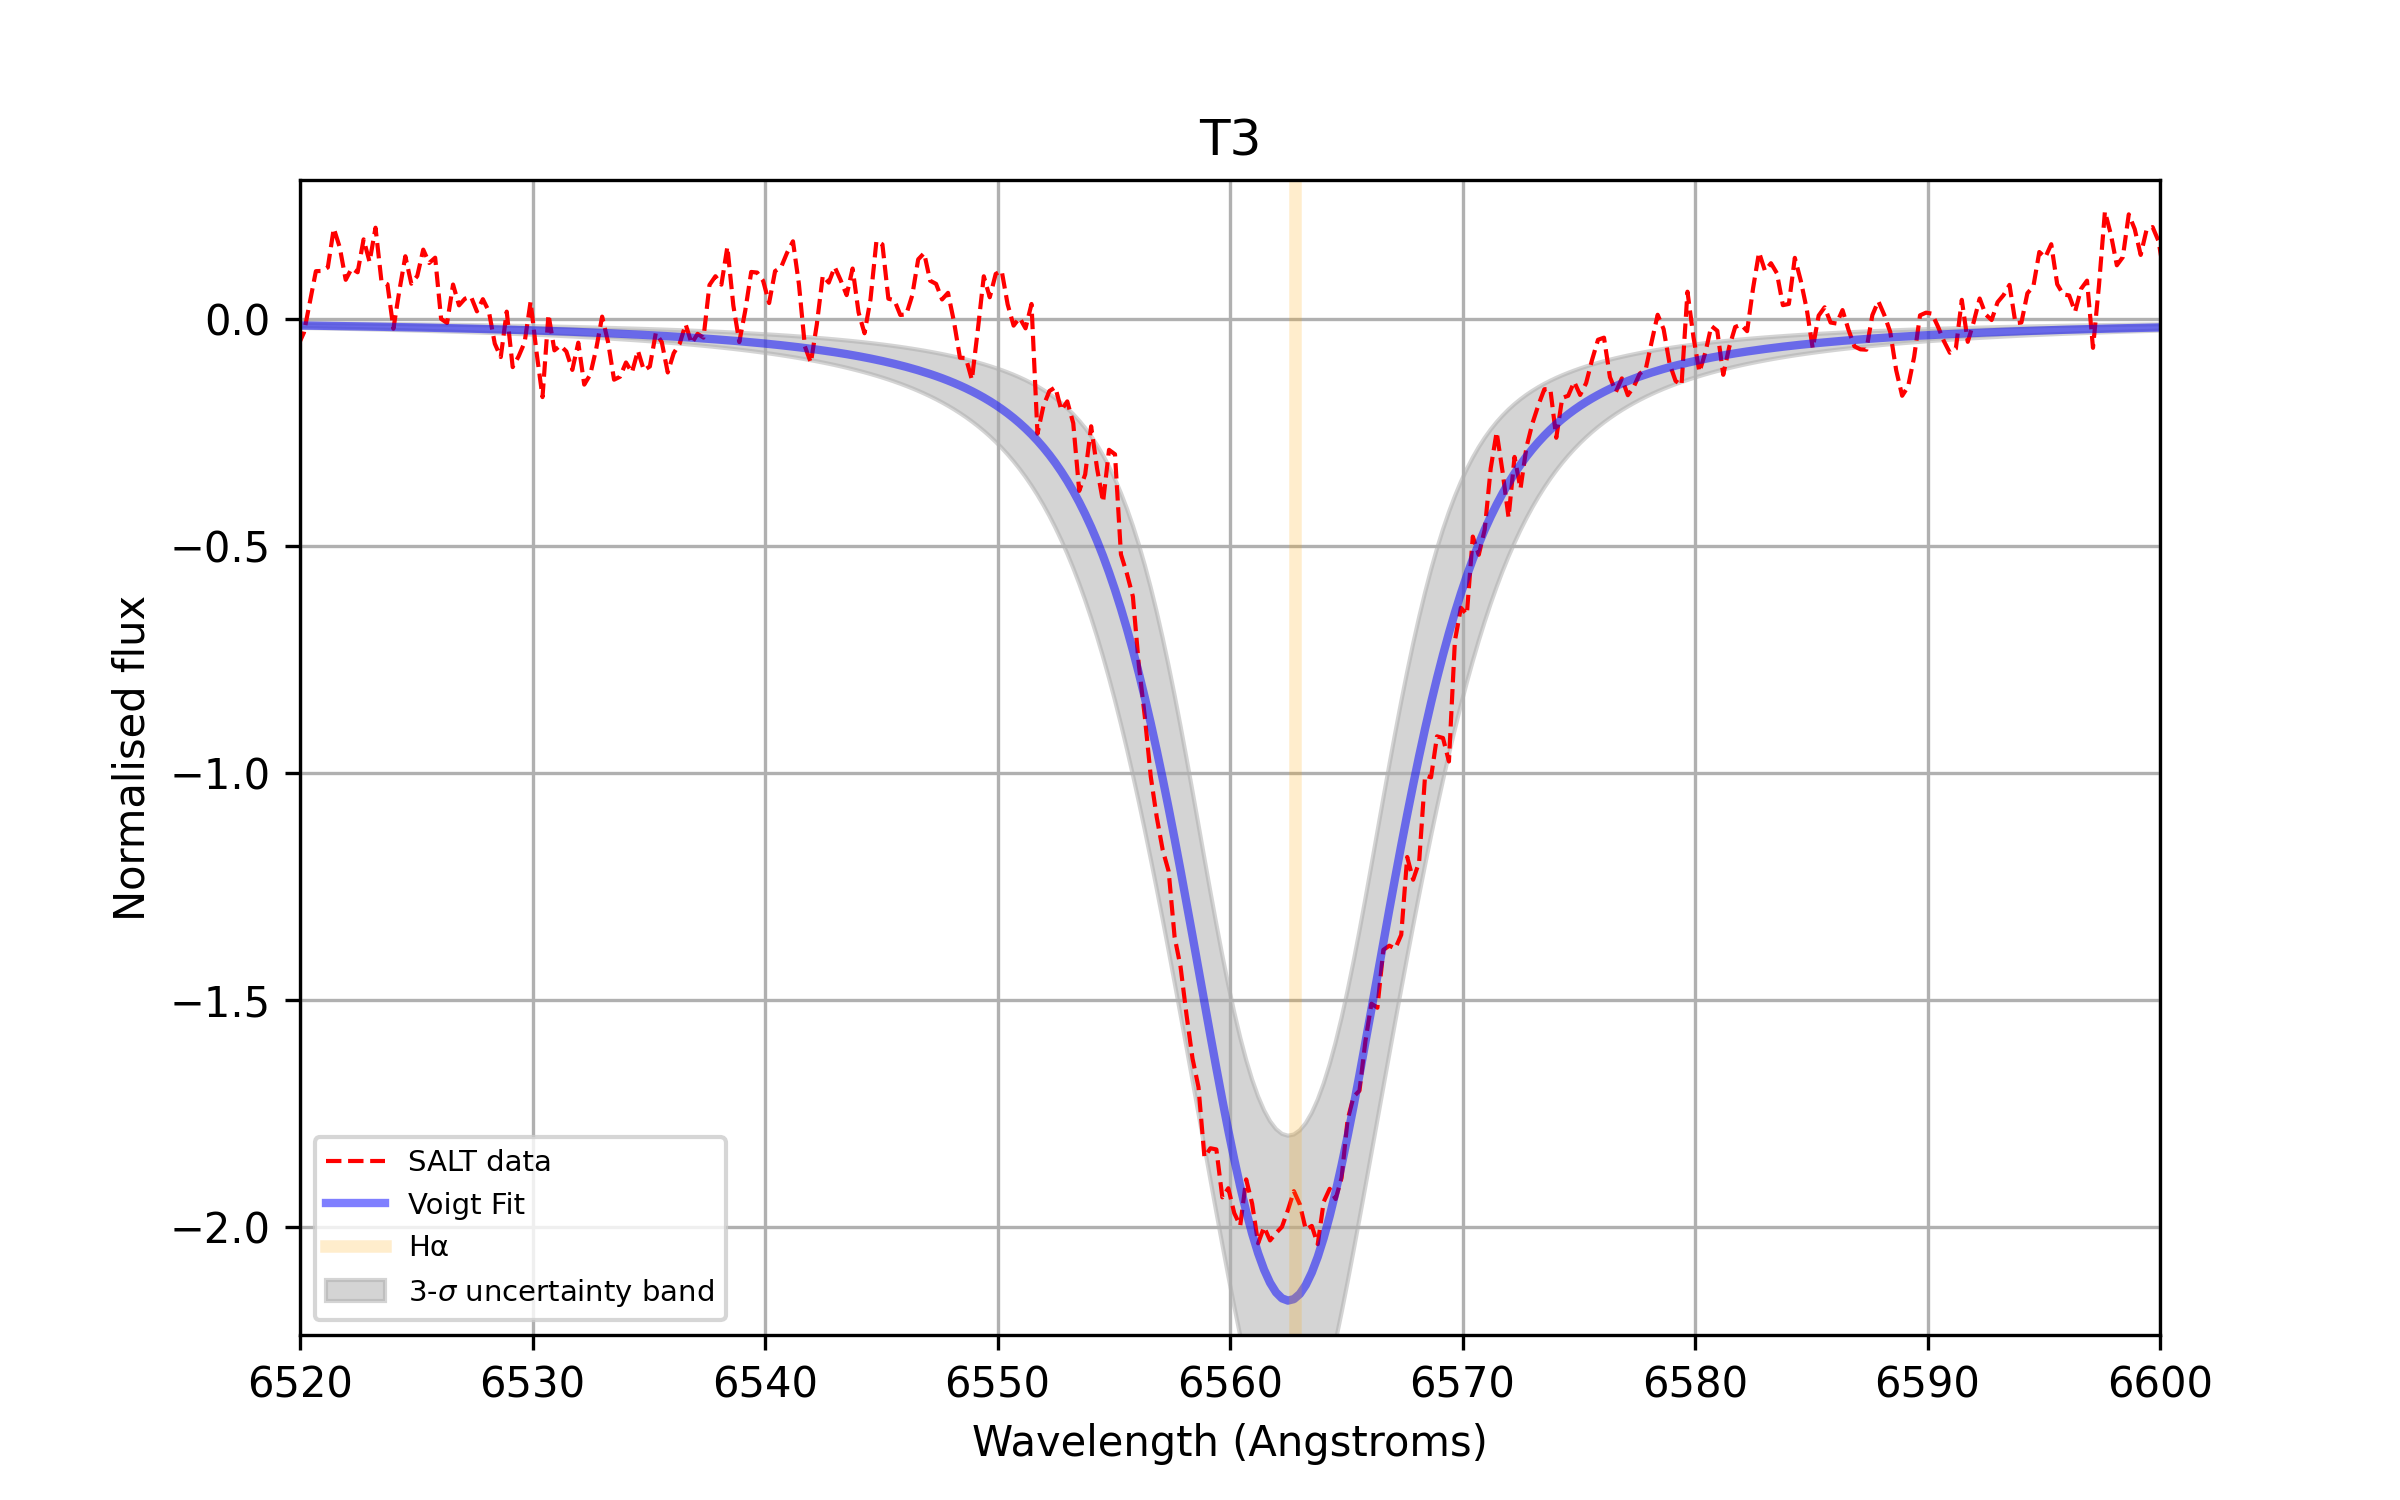 T3
Normalised flux
0.0
−0.5
−1.0
−1.5
−2.0
SALT data
Voigt Fit
Hα
3-σ uncertainty band
6520 6530 6540 6550 6560 6570 6580 6590 6600
Wavelength (Angstroms)